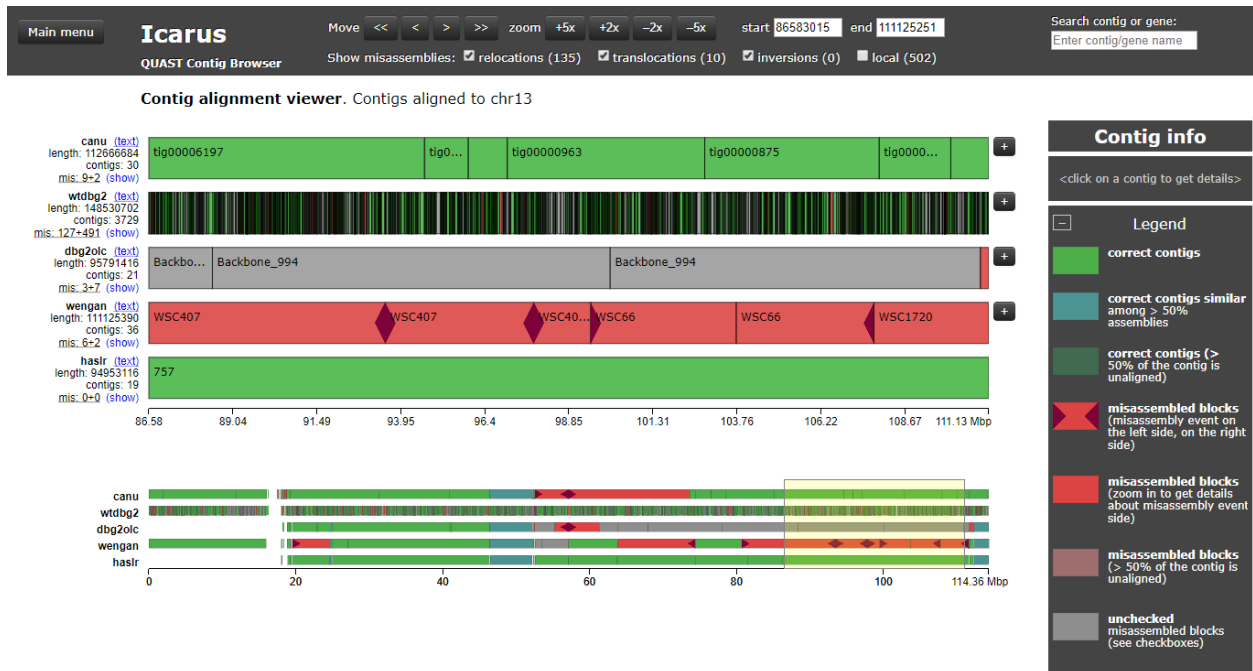 Main menu
Icarus
QUAST Contig Browser
Move << < > >> zoom +5x +2x –2x –5x start 86583015 end 111125251
Show misassemblies: relocations (135) translocations (10) inversions (0) local (502)
Search contig or gene:
Enter contig/gene name
Contig alignment viewer. Contigs aligned to chr13
canu (text)
length: 112666684
contigs: 30
mis: 9+2 (show)
tig00006197 tig0... tig00000963 tig00000875 tig0000...
+
wtdbg2 (text)
length: 148530702
contigs: 3729
mis: 127+491 (show)
+
dbg2olc (text)
length: 95791416
contigs: 21
mis: 3+7 (show)
Backbo... Backbone_994 Backbone_994
+
wengan (text)
length: 111125390
contigs: 36
mis: 6+2 (show)
WSC407 WSC407 WSC40... WSC66 WSC66 WSC1720
+
haslr (text)
length: 94953116
contigs: 19
mis: 0+0 (show)
757
86.58 89.04 91.49 93.95 96.4 98.85 101.31 103.76 106.22 108.67 111.13 Mbp
canu
wtdbg2
dbg2olc
wengan
haslr
0 20 40 60 80 100 114.36 Mbp
Contig info
<click on a contig to get details>
– Legend
correct contigs
correct contigs similar
among > 50%
assemblies
correct contigs (>
50% of the contig is
unaligned)
misassembled blocks
(misassembly event on
the left side, on the right
side)
misassembled blocks
(zoom in to get details
about misassembly event
side)
misassembled blocks
(> 50% of the contig is
unaligned)
unchecked
misassembled blocks
(see checkboxes)